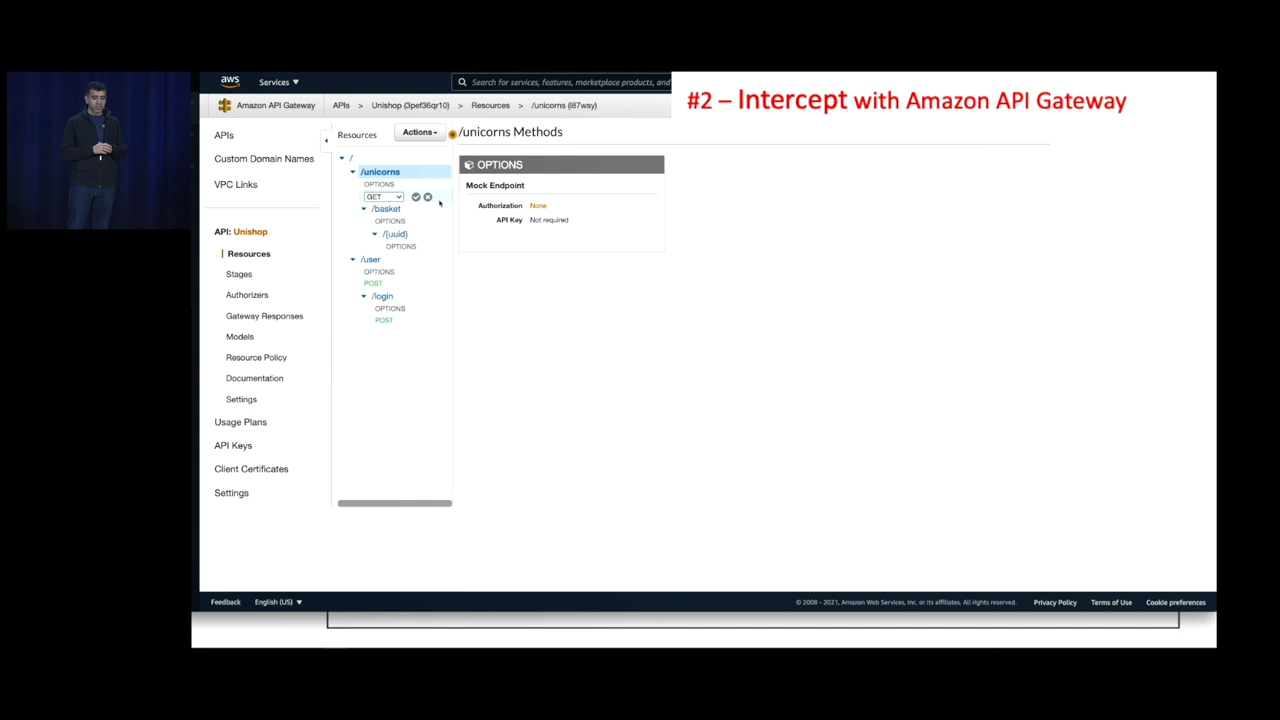 aws
Services
Search for services, features, marketplace products, and
#2 – Intercept with Amazon API Gateway
Amazon API Gateway
APIs > Unishop (3pef36qr10) > Resources > /unicorns (l87wsy)
APIs
Custom Domain Names
VPC Links
API: Unishop
Resources
Stages
Authorizers
Gateway Responses
Models
Resource Policy
Documentation
Settings
Usage Plans
API Keys
Client Certificates
Settings
Resources
Actions
/
/unicorns
OPTIONS
GET
/basket
OPTIONS
/{uuid}
OPTIONS
/user
OPTIONS
POST
/login
OPTIONS
POST
/unicorns Methods
OPTIONS
Mock Endpoint
Authorization None
API Key Not required
Feedback
English (US)
© 2008 - 2021, Amazon Web Services, Inc. or its affiliates. All rights reserved.
Privacy Policy
Terms of Use
Cookie preferences